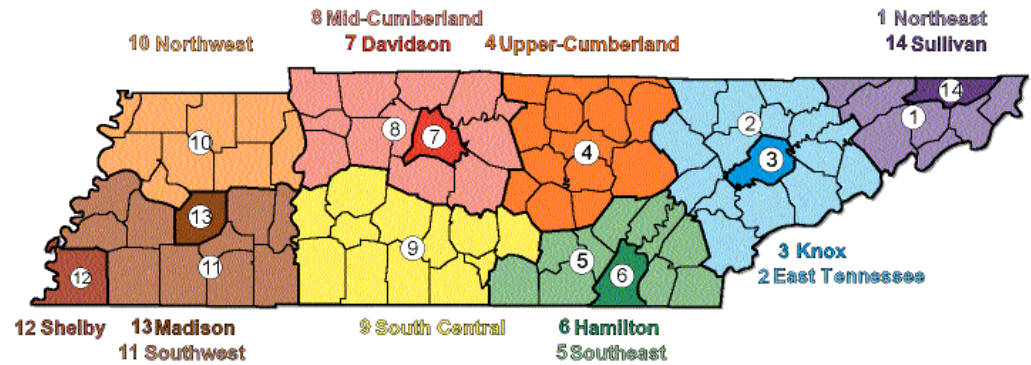 8 Mid-Cumberland
1 Northeast
10 Northwest
7 Davidson
4 Upper-Cumberland
14 Sullivan
14
2
1
8
7
10
4
3
13
9
3 Knox
5
11
12
6
2 East Tennessee
12 Shelby
13 Madison
9 South Central
6 Hamilton
11 Southwest
5 Southeast